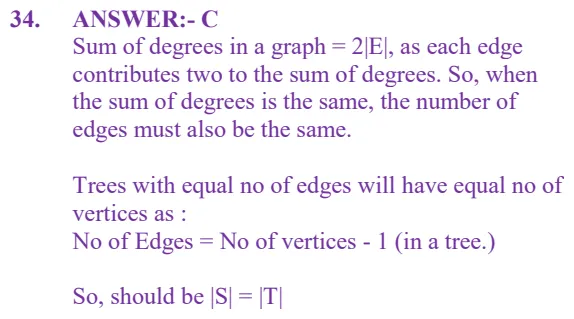 34. ANSWER:- C
Sum of degrees in a graph = 2|E|, as each edge
contributes two to the sum of degrees. So, when
the sum of degrees is the same, the number of
edges must also be the same.
Trees with equal no of edges will have equal no of
vertices as :
No of Edges = No of vertices - 1 (in a tree.)
So, should be |S| = |T|